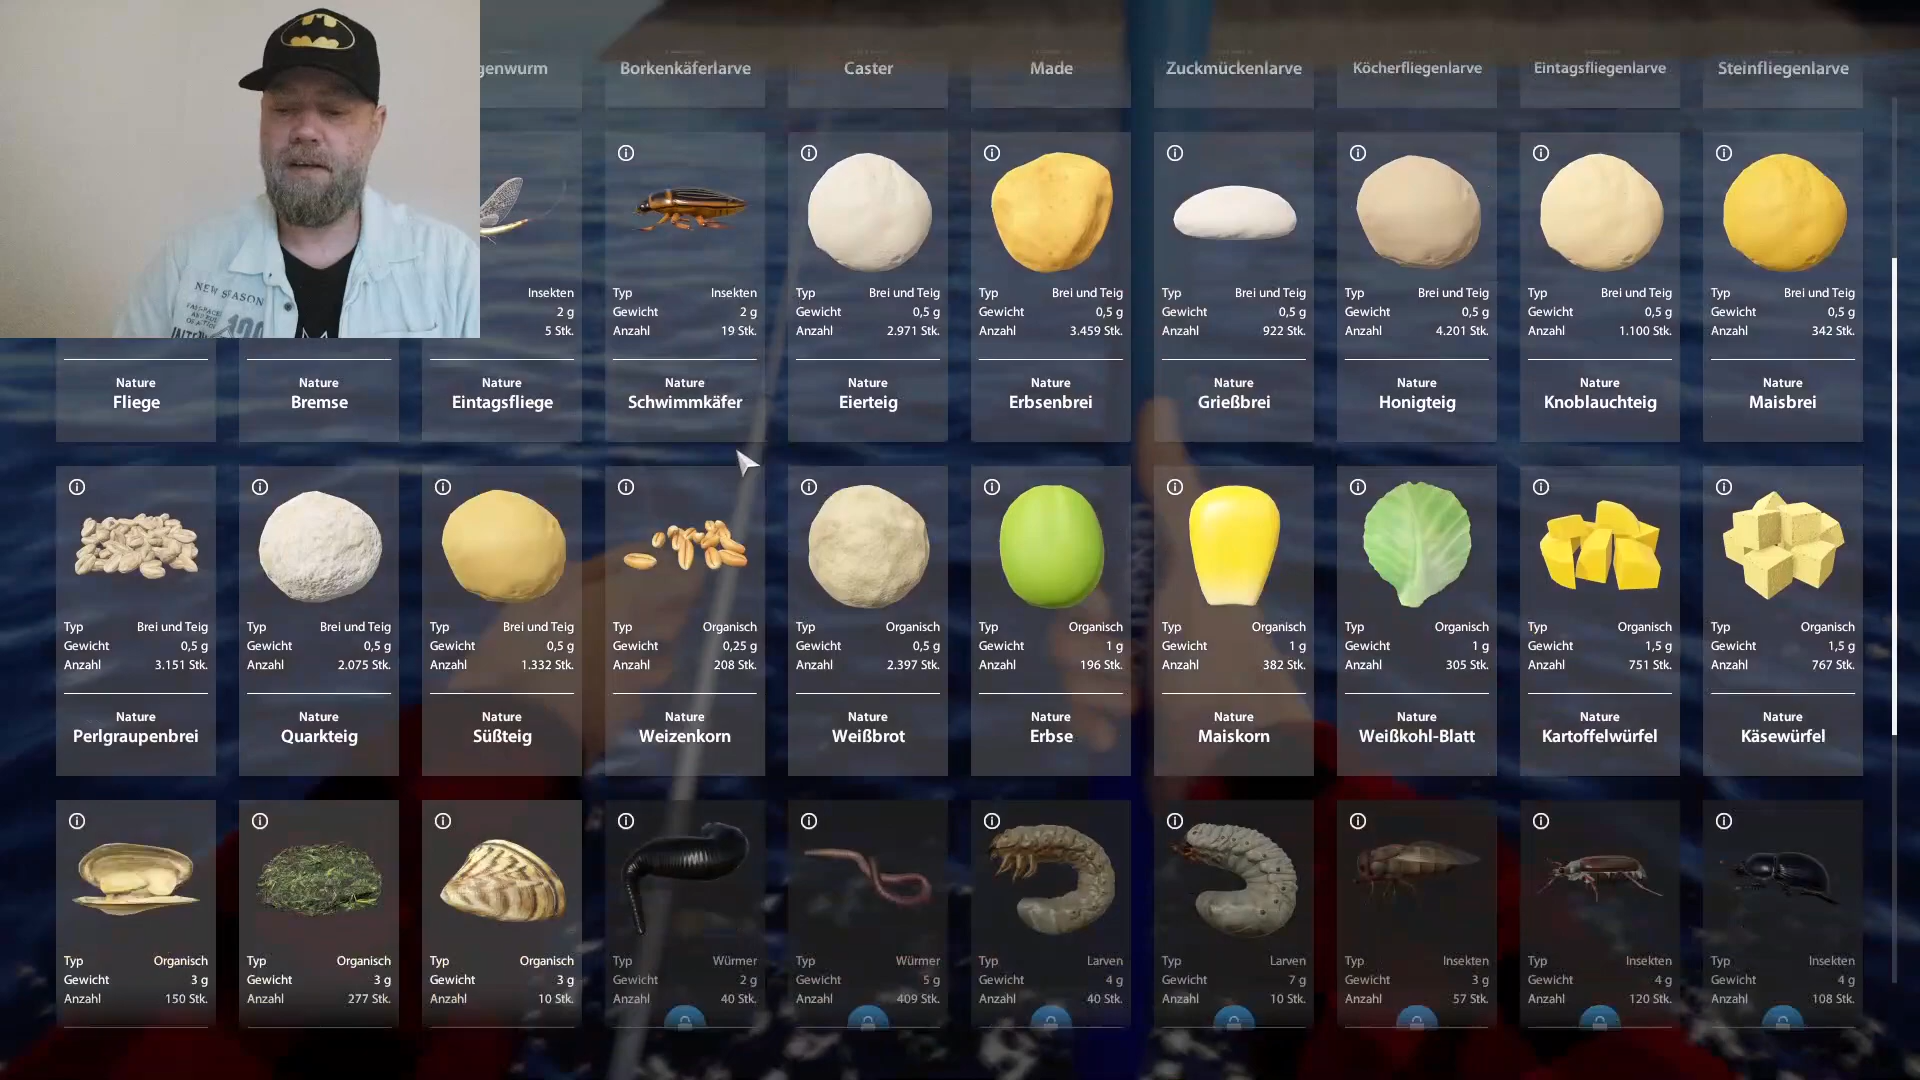 genwurm
Borkenkäferlarve
Caster
Made
Zuckmückenlarve
Köcherfliegenlarve
Eintagsfliegenlarve
Steinfliegenlarve
NEW SEASON
Nature
Fliege
Nature
Bremse
Insekten
2 g
5 Stk.
Nature
Eintagsfliege
Typ Insekten
Gewicht 2 g
Anzahl 19 Stk.
Nature
Schwimmkäfer
Typ Brei und Teig
Gewicht 0,5 g
Anzahl 2.971 Stk.
Nature
Eierteig
Typ Brei und Teig
Gewicht 0,5 g
Anzahl 3.459 Stk.
Nature
Erbsenbrei
Typ Brei und Teig
Gewicht 0,5 g
Anzahl 922 Stk.
Nature
Grießbrei
Typ Brei und Teig
Gewicht 0,5 g
Anzahl 4.201 Stk.
Nature
Honigteig
Typ Brei und Teig
Gewicht 0,5 g
Anzahl 1.100 Stk.
Nature
Knoblauchteig
Typ Brei und Teig
Gewicht 0,5 g
Anzahl 342 Stk.
Nature
Maisbrei
Typ Brei und Teig
Gewicht 0,5 g
Anzahl 3.151 Stk.
Nature
Perlgraupenbrei
Typ Brei und Teig
Gewicht 0,5 g
Anzahl 2.075 Stk.
Nature
Quarkteig
Typ Brei und Teig
Gewicht 0,5 g
Anzahl 1.332 Stk.
Nature
Süßteig
Typ Organisch
Gewicht 0,25 g
Anzahl 208 Stk.
Nature
Weizenkorn
Typ Organisch
Gewicht 0,5 g
Anzahl 2.397 Stk.
Nature
Weißbrot
Typ Organisch
Gewicht 1 g
Anzahl 196 Stk.
Nature
Erbse
Typ Organisch
Gewicht 1 g
Anzahl 382 Stk.
Nature
Maiskorn
Typ Organisch
Gewicht 1 g
Anzahl 305 Stk.
Nature
Weißkohl-Blatt
Typ Organisch
Gewicht 1,5 g
Anzahl 751 Stk.
Nature
Kartoffelwürfel
Typ Organisch
Gewicht 1,5 g
Anzahl 767 Stk.
Nature
Käsewürfel
Typ Organisch
Gewicht 3 g
Anzahl 150 Stk.
Typ Organisch
Gewicht 3 g
Anzahl 277 Stk.
Typ Organisch
Gewicht 3 g
Anzahl 10 Stk.
Typ Würmer
Gewicht 2 g
Anzahl 40 Stk.
Typ Würmer
Gewicht 5 g
Anzahl 409 Stk.
Typ Larven
Gewicht 4 g
Anzahl 40 Stk.
Typ Larven
Gewicht 7 g
Anzahl 10 Stk.
Typ Insekten
Gewicht 3 g
Anzahl 57 Stk.
Typ Insekten
Gewicht 4 g
Anzahl 120 Stk.
Typ Insekten
Gewicht 4 g
Anzahl 108 Stk.